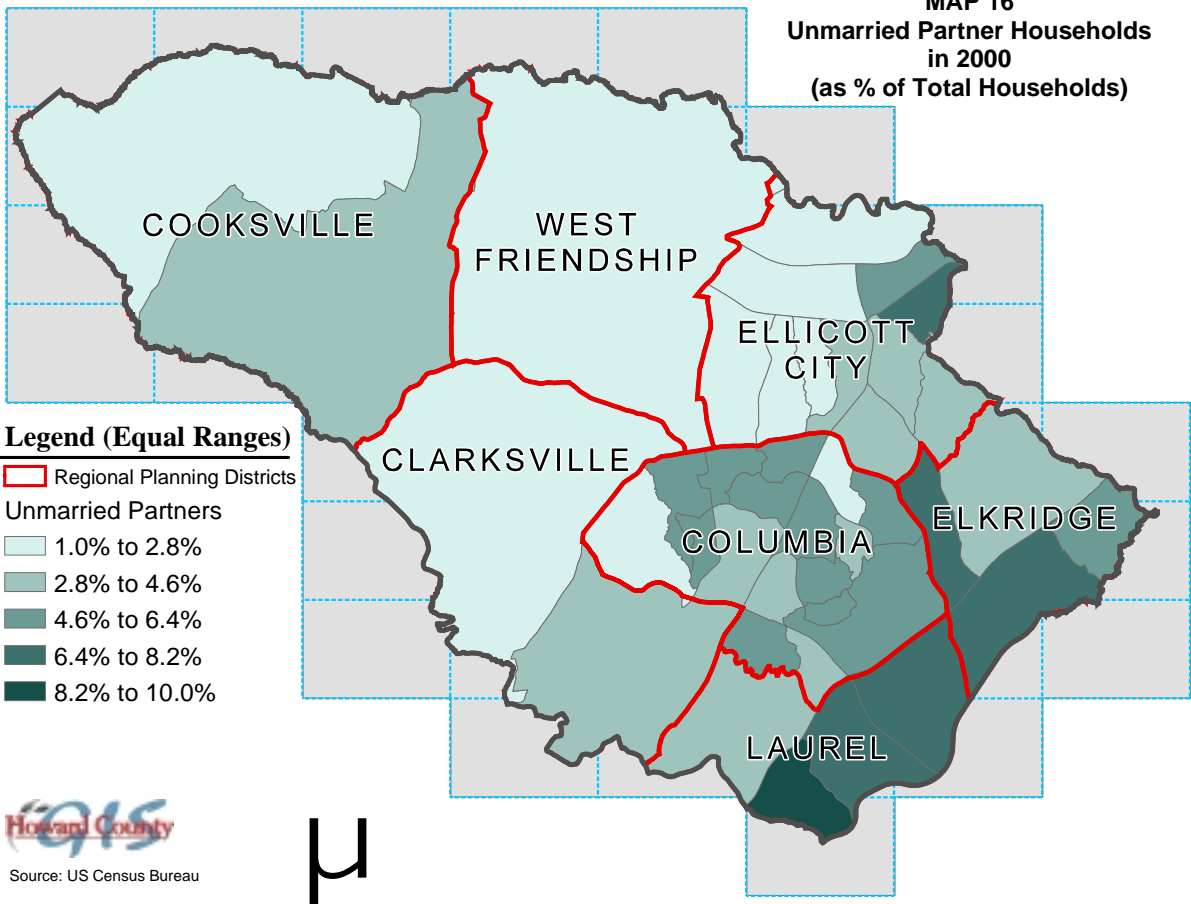 MAP 16
Unmarried Partner Households
in 2000
(as % of Total Households)
COOKSVILLE
WEST
FRIENDSHIP
ELLICOTT
CITY
CLARKSVILLE
COLUMBIA
ELKRIDGE
LAUREL
Legend (Equal Ranges)
Regional Planning Districts
Unmarried Partners
1.0% to 2.8%
2.8% to 4.6%
4.6% to 6.4%
6.4% to 8.2%
8.2% to 10.0%
Howard County
GIS
Source: US Census Bureau
µ